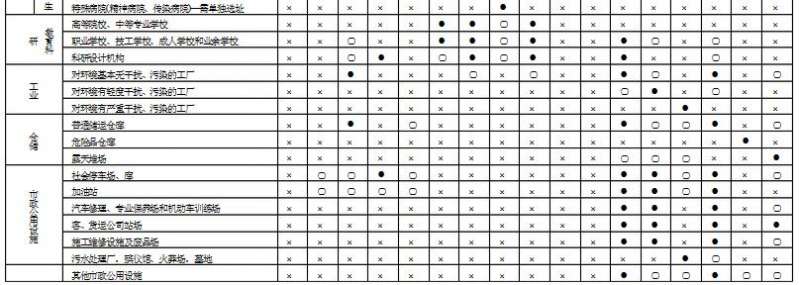 生 特殊病院(精神病院、传染病院)—需单独选址 × × × × × × × ● × × × × × × × × ×
教育科研 高等院校、中等专业学校 × × × × × ● ● ○ ● × × × × × × × ×
职业学校、技工学校、成人学校和业余学校 × × ○ × × ● ● ○ ● × × ● ○ × ○ × ×
科研设计机构 × × ○ ● × ○ ● ○ ● × × ● × × ○ × ×
工业 对环境基本无干扰、污染的工厂 × × ● × × × ○ × ○ × × ● ○ × ● × ○
对环境有轻度干扰、污染的工厂 × × × × × × × × × × × ○ ● × ○ × ×
对环境有严重干扰、污染的工厂 × × × × × × × × × × × × × ● × × ×
仓储 普通储运仓库 × × ● × ○ × × × × × × ● ○ ○ ● × ○
危险品仓库 × × × × × × × × × × × × × × × ● ×
露天堆场 × × × × × × × × × × × ○ ○ ○ × × ●
市政公用设施 社会停车场、库 × ○ ○ ● ○ × × × × × × ● ● ○ ● × ○
加油站 × ○ ○ ○ ○ × × × × × × ● ● ○ ● × ×
汽车修理、专业保养场和机动车训练场 × × × × × × × × × × × ● ● × ● × ○
客、货运公司站场 × × × × × × × × × × × ● ● × ● × ●
施工维修设施及废品场 × × × × × × × × × × × ● ● × ● × ○
污水处理厂、殡仪馆、火葬场、墓地 × × × × × × × × × × × × × ● ○ × ×
其他市政公用设施 × × × × × × × × × × × ● ○ ○ ● ○ ○